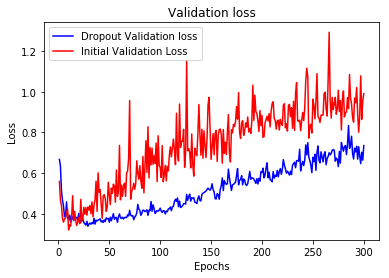 Validation loss
Dropout Validation loss
Initial Validation Loss
Loss
1.2
1.0
0.8
0.6
0.4
0
50
100
150
200
250
300
Epochs